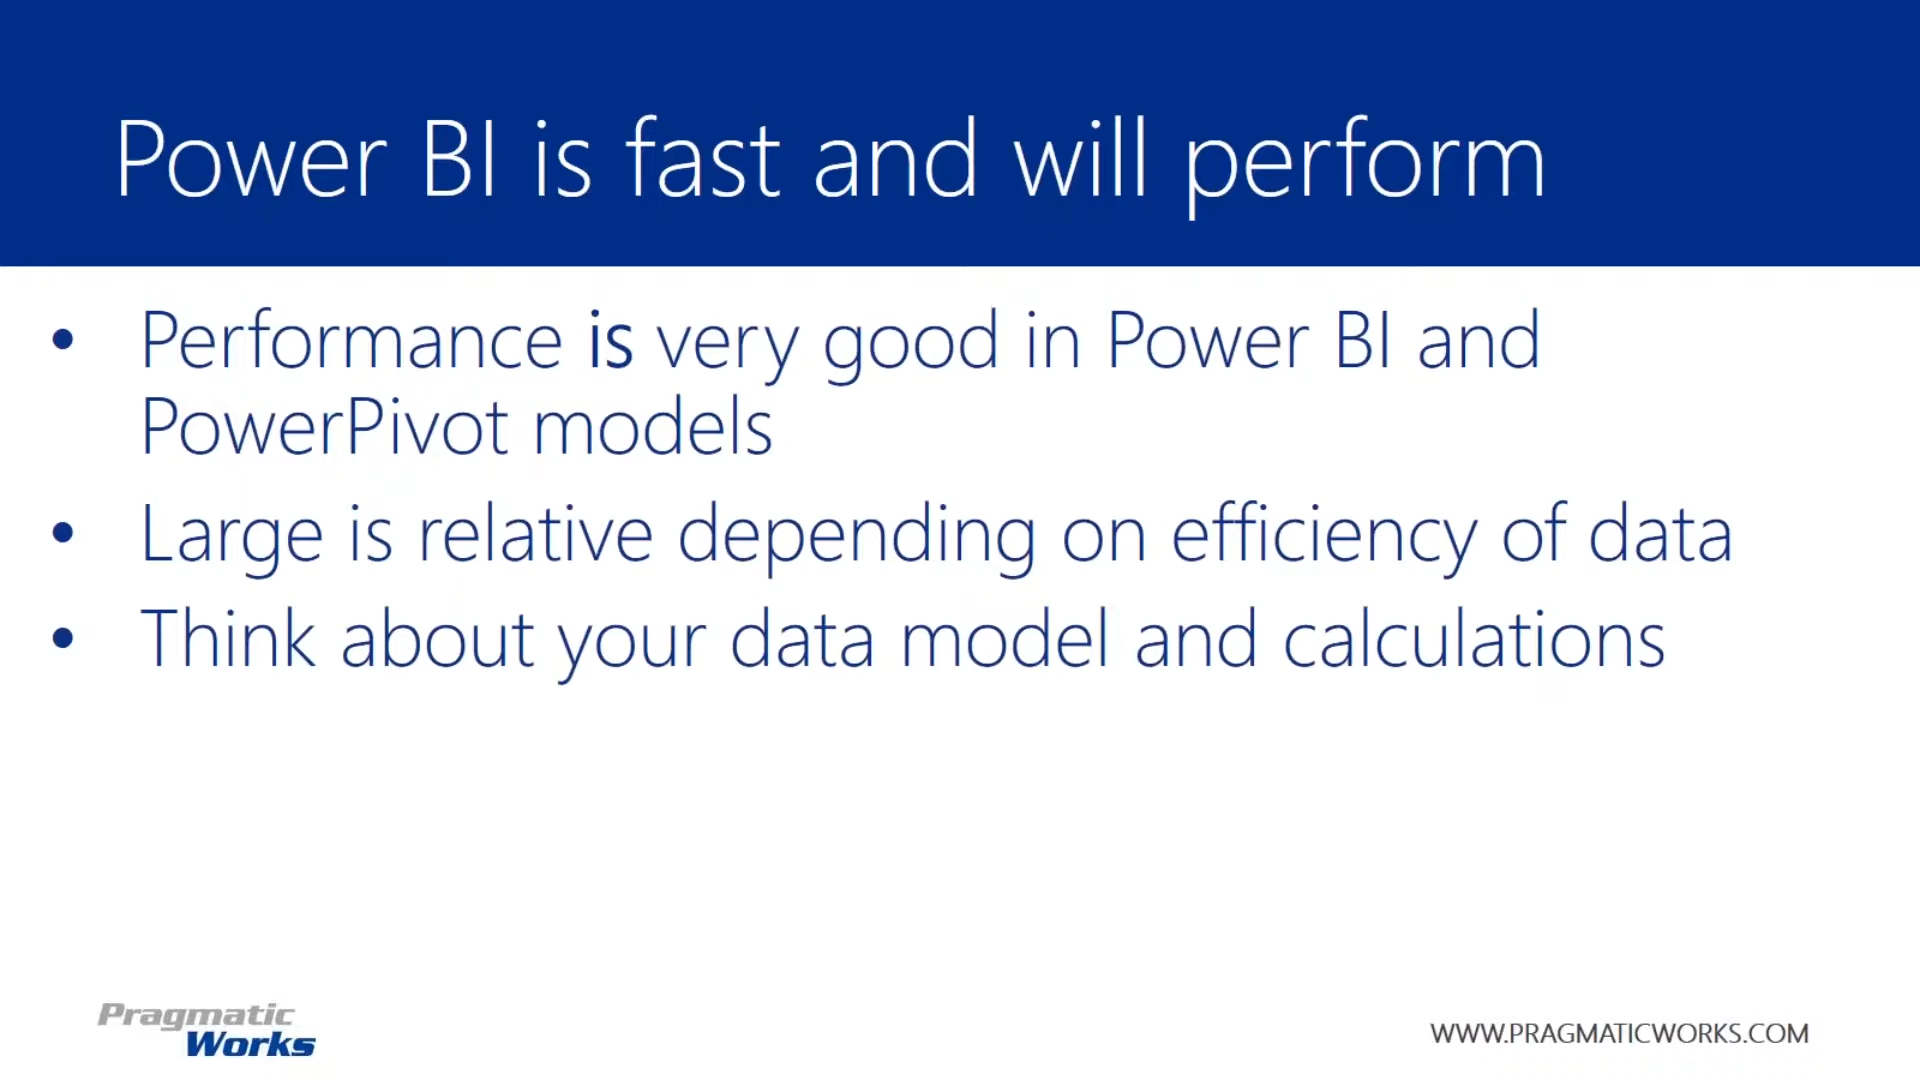 Power BI is fast and will perform
• Performance is very good in Power BI and
PowerPivot models
• Large is relative depending on efficiency of data
• Think about your data model and calculations
Pragmatic
Works
WWW.PRAGMATICWORKS.COM